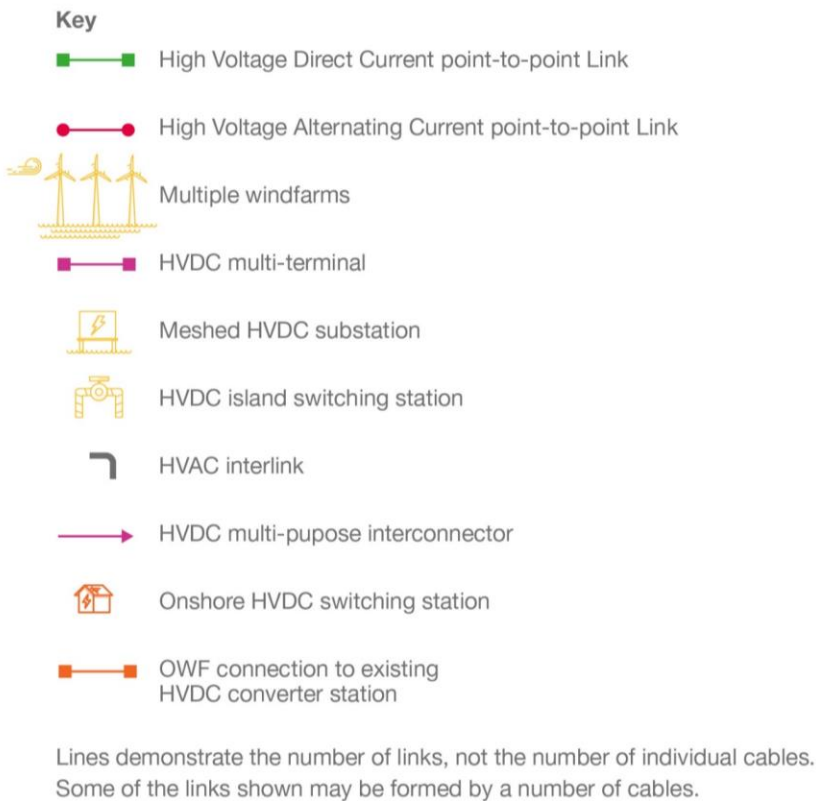 Key
High Voltage Direct Current point-to-point Link
High Voltage Alternating Current point-to-point Link
Multiple windfarms
HVDC multi-terminal
Meshed HVDC substation
HVDC island switching station
HVAC interlink
HVDC multi-pupose interconnector
Onshore HVDC switching station
OWF connection to existing
HVDC converter station
Lines demonstrate the number of links, not the number of individual cables.
Some of the links shown may be formed by a number of cables.